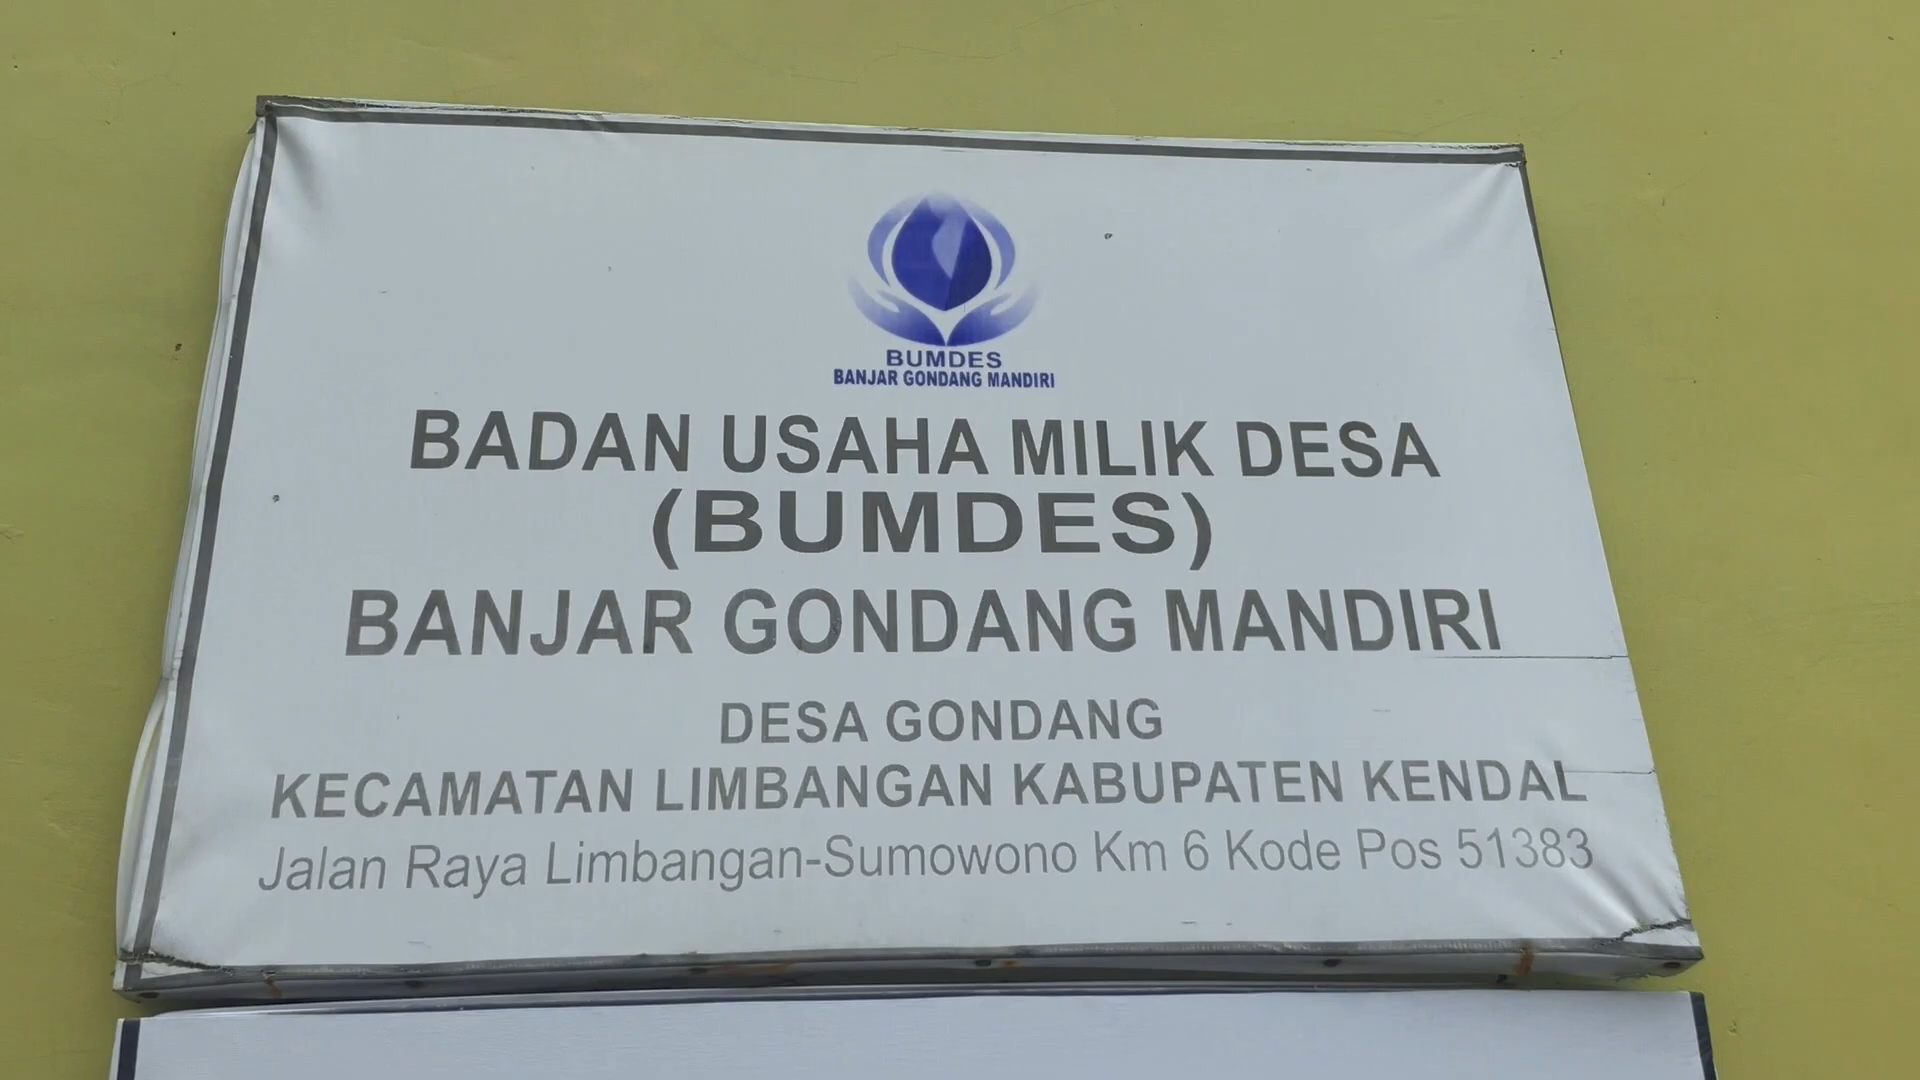 BUMDES
BANJAR GONDANG MANDIRI
BADAN USAHA MILIK DESA
(BUMDES)
BANJAR GONDANG MANDIRI
DESA GONDANG
KECAMATAN LIMBANGAN KABUPATEN KENDAL
Jalan Raya Limbangan-Sumowono Km 6 Kode Pos 51383